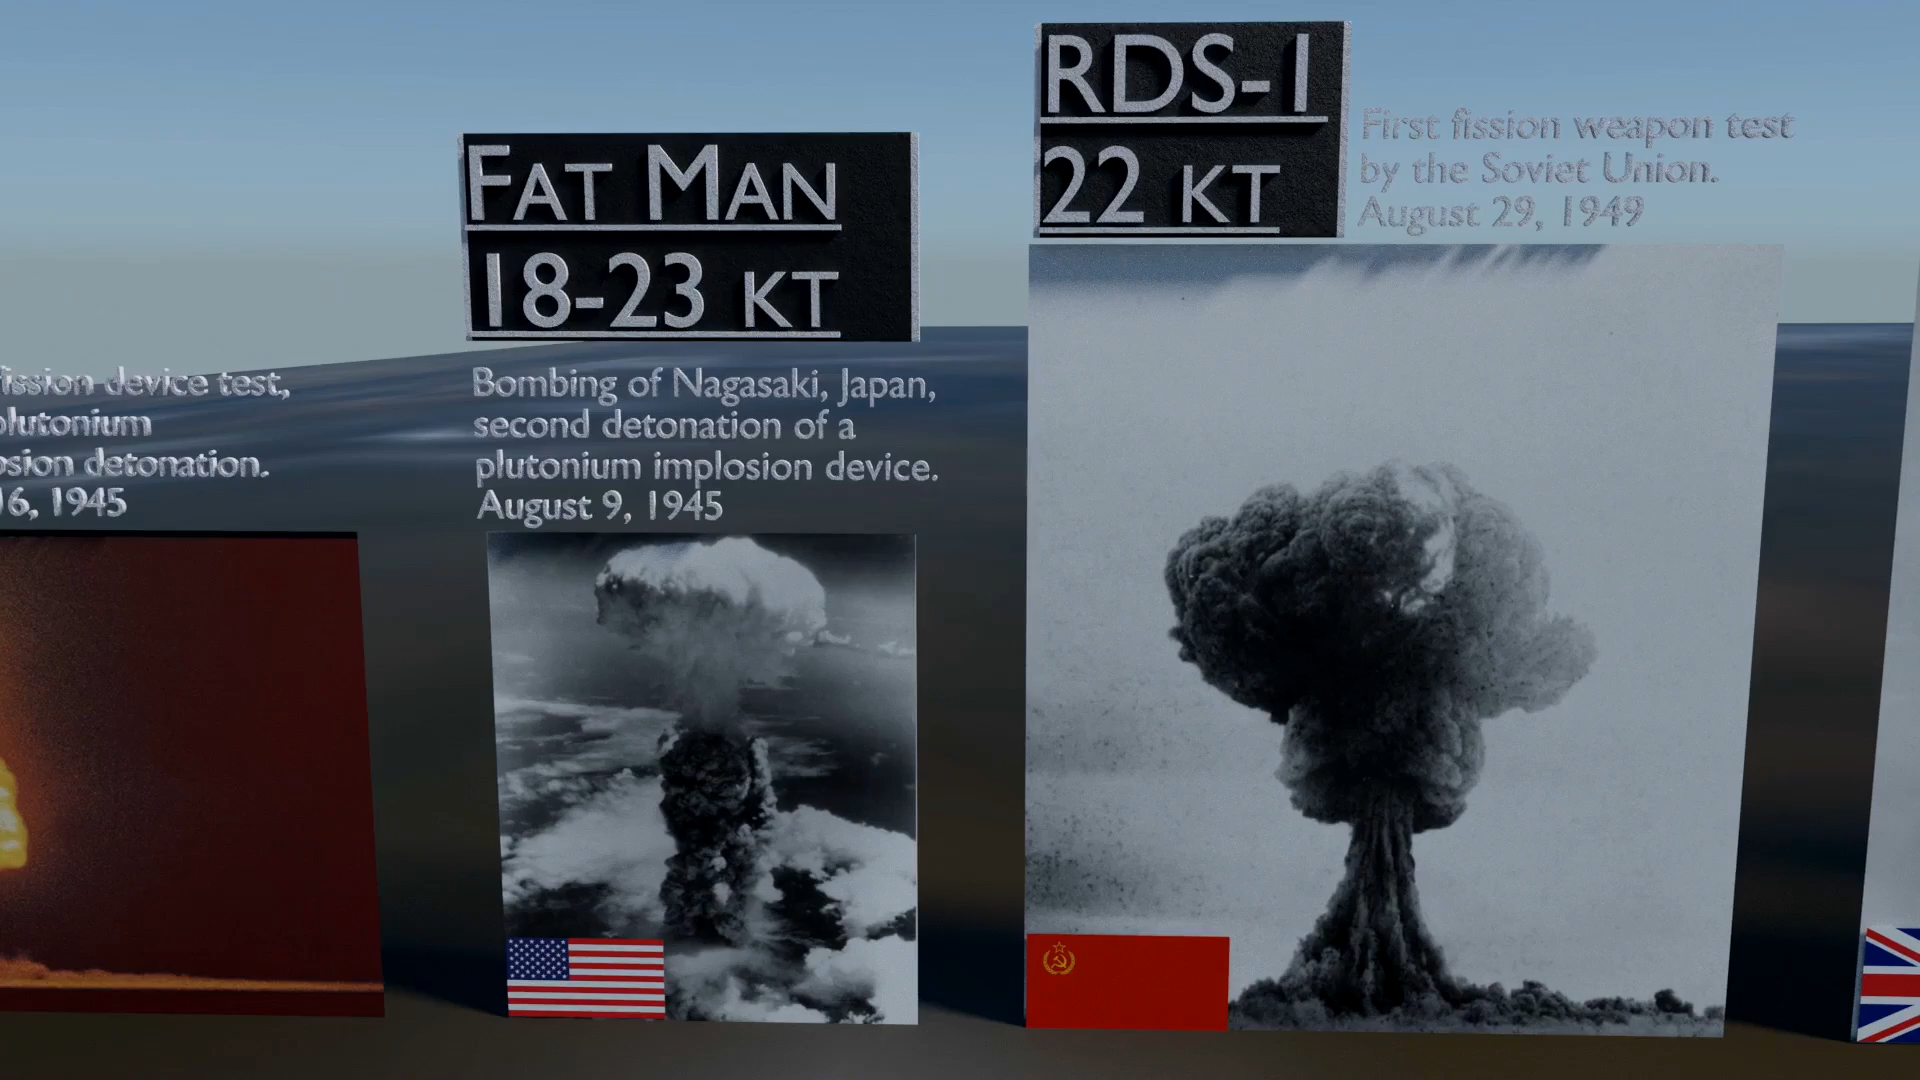 fission device test,
plutonium
osion detonation.
16, 1945
FAT MAN
18-23 KT
Bombing of Nagasaki, Japan,
second detonation of a
plutonium implosion device.
August 9, 1945
RDS-1
22 KT
First fission weapon test
by the Soviet Union.
August 29, 1949